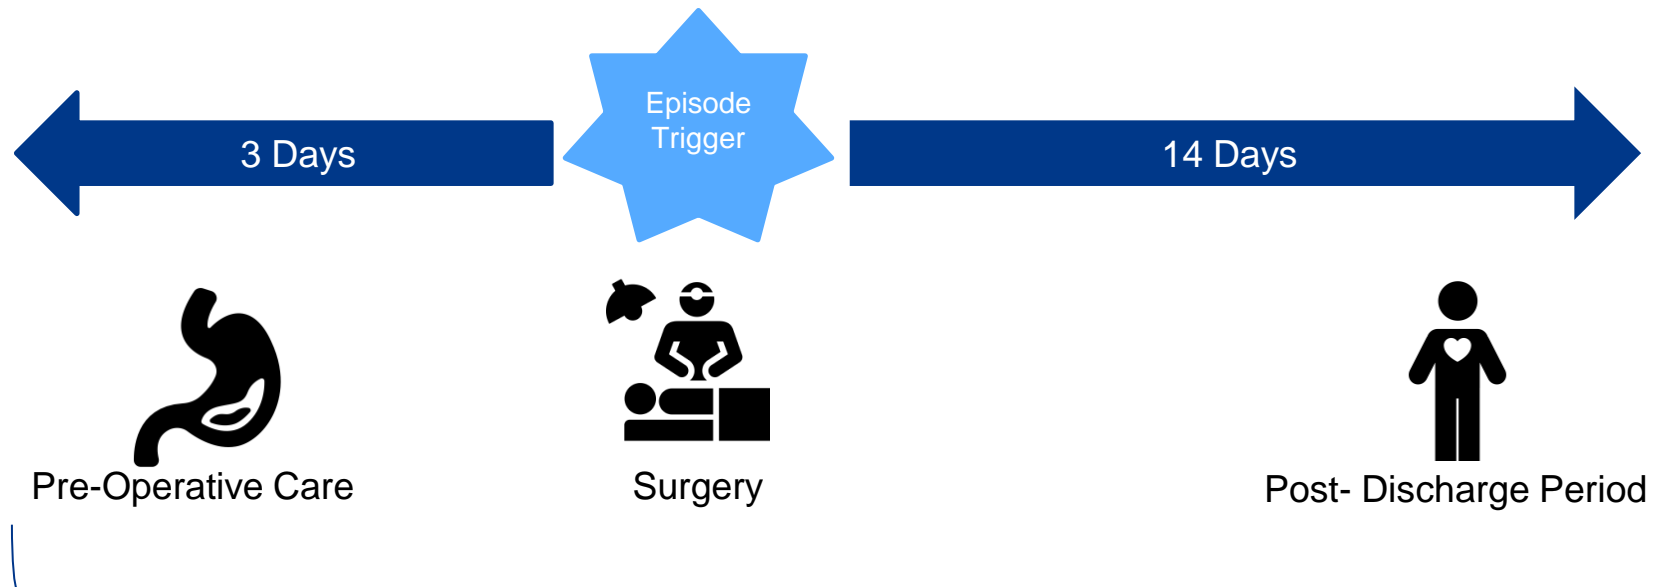 3 Days
Episode
Trigger
14 Days
Pre-Operative Care
Surgery
Post- Discharge Period